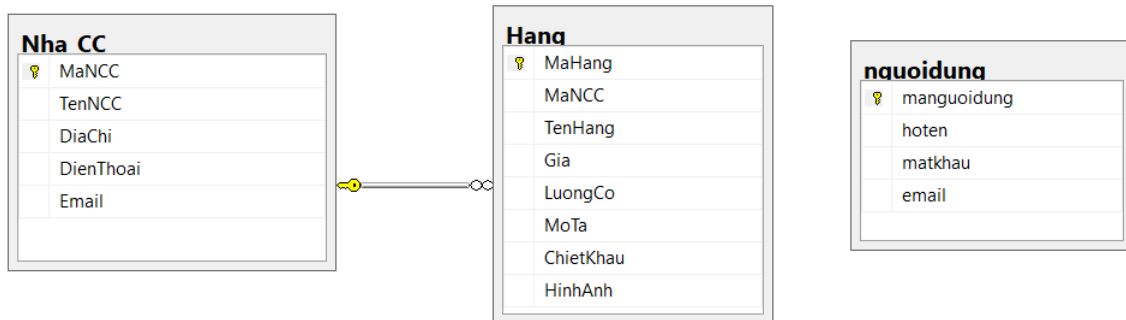 Nha_CC
MaNCC
TenNCC
DiaChi
DienThoai
Email
Hang
MaHang
MaNCC
TenHang
Gia
LuongCo
MoTa
ChietKhau
HinhAnh
nguoidung
manguoidung
hoten
matkhau
email